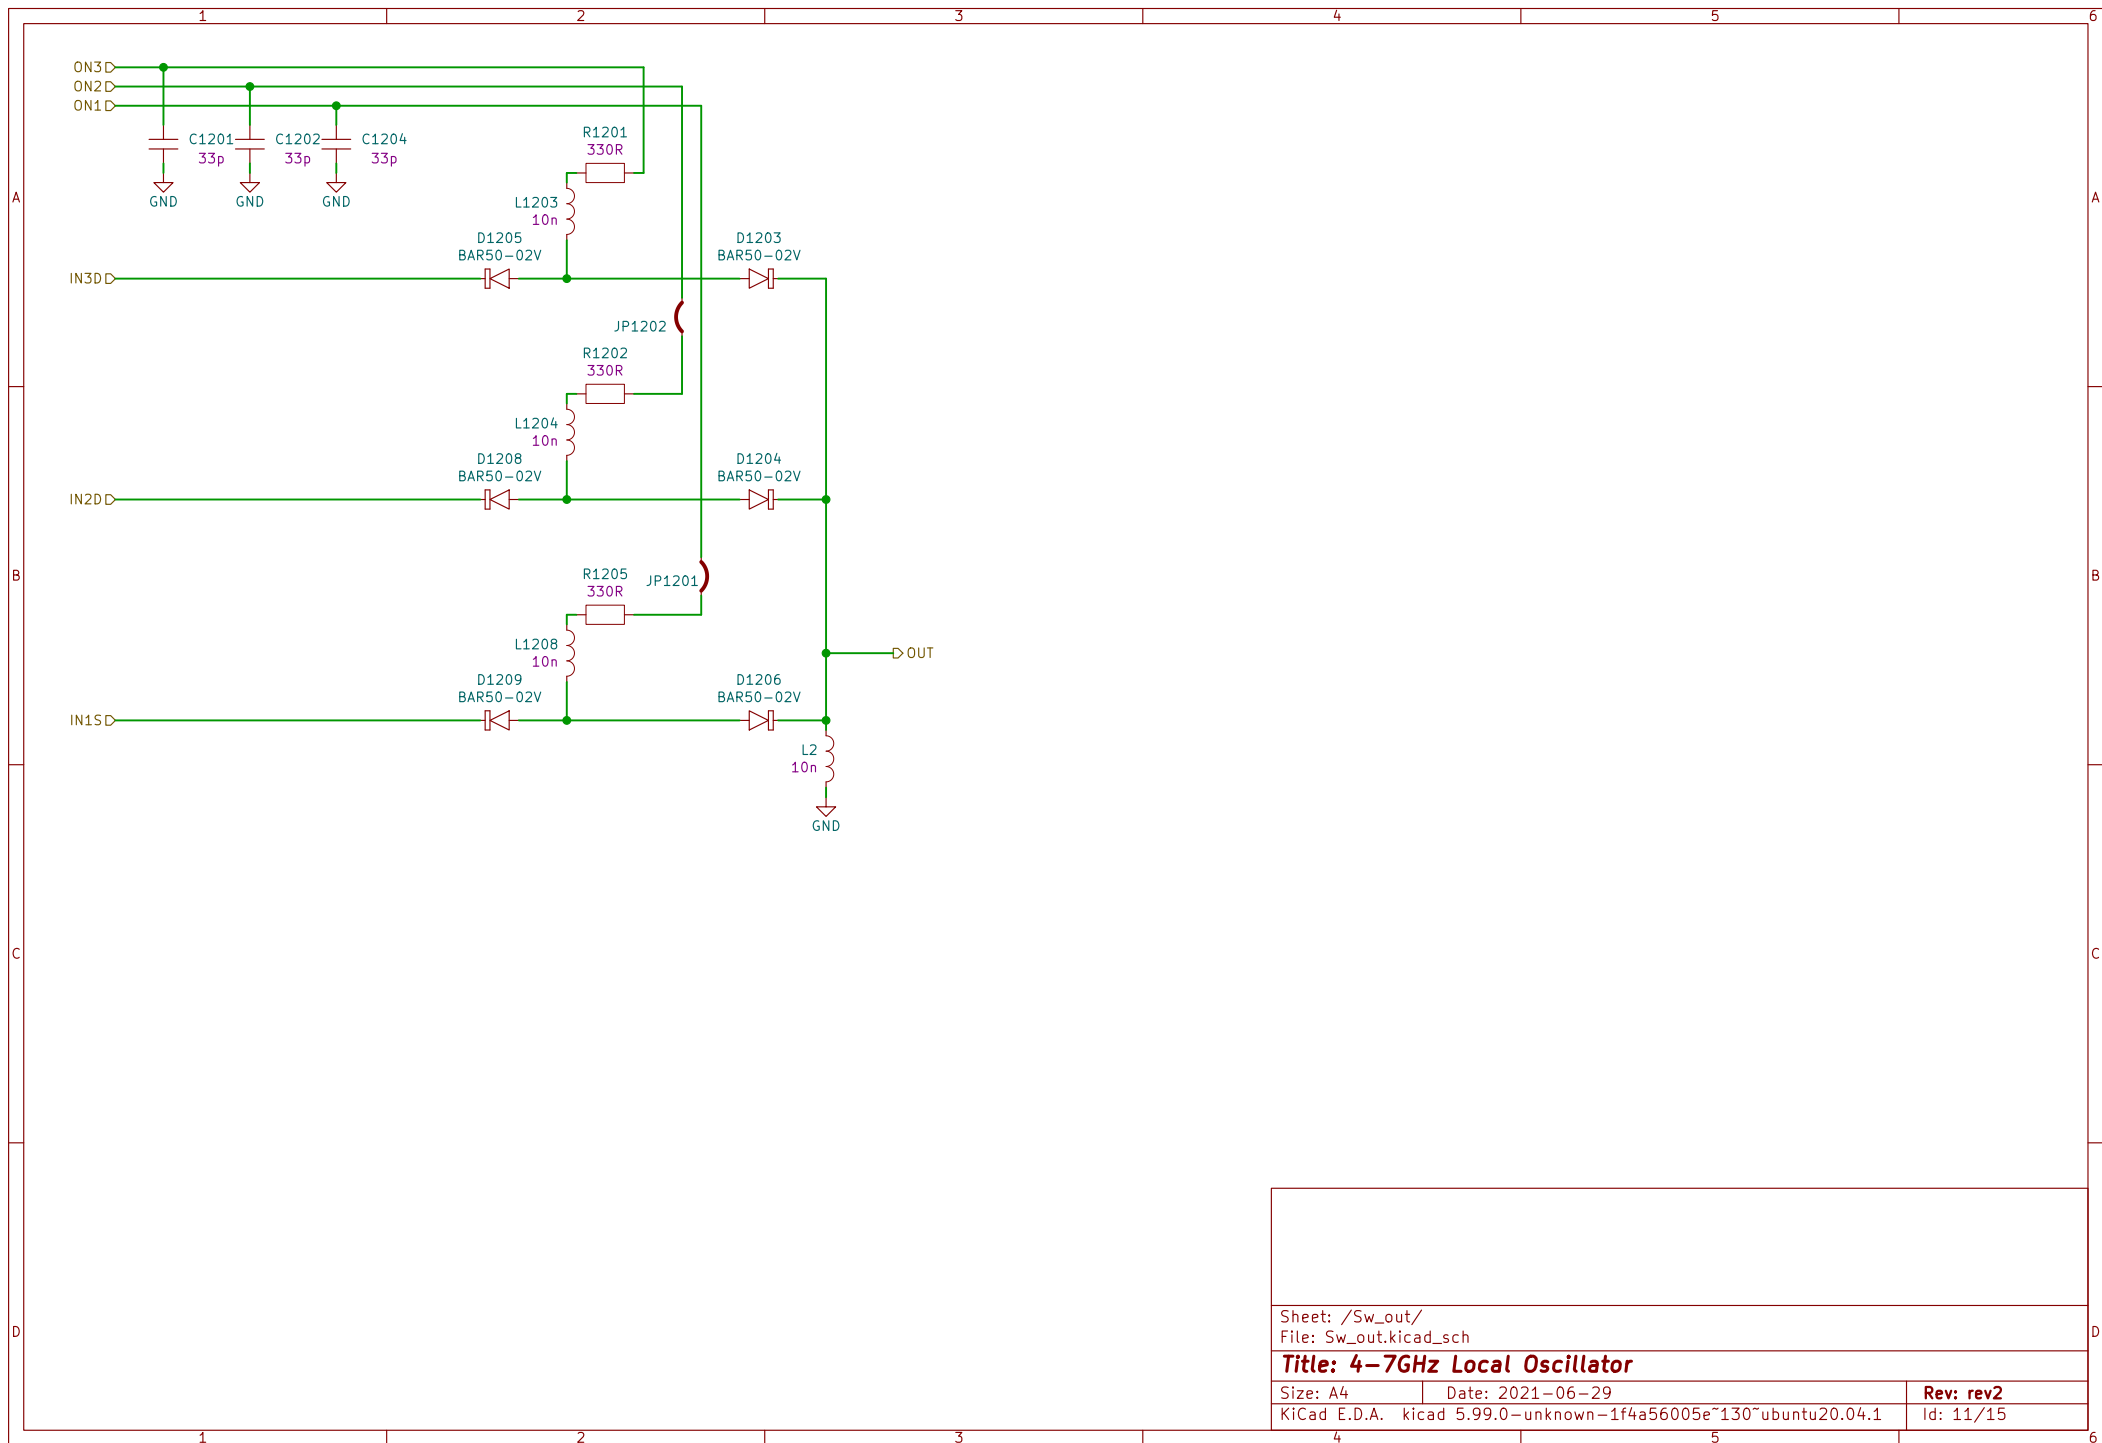 1 2 3 4 5 6
ON3
ON2
ON1
C1201 C1202 C1204
33p 33p 33p
GND GND GND
R1201
330R
A A
L1203
10n
D1205 D1203
BAR50-02V BAR50-02V
IN3D
JP1202
R1202
330R
L1204
10n
D1208 D1204
BAR50-02V BAR50-02V
IN2D
B B
R1205 JP1201
330R
L1208
10n
OUT
D1209 D1206
BAR50-02V BAR50-02V
IN1S
L2
10n
GND
C C
D D
Sheet: /Sw_out/
File: Sw_out.kicad_sch
Title: 4-7GHz Local Oscillator
Size: A4 Date: 2021-06-29 Rev: rev2
KiCad E.D.A. kicad 5.99.0-unknown-1f4a56005e~130~ubuntu20.04.1 Id: 11/15
1 2 3 4 5 6